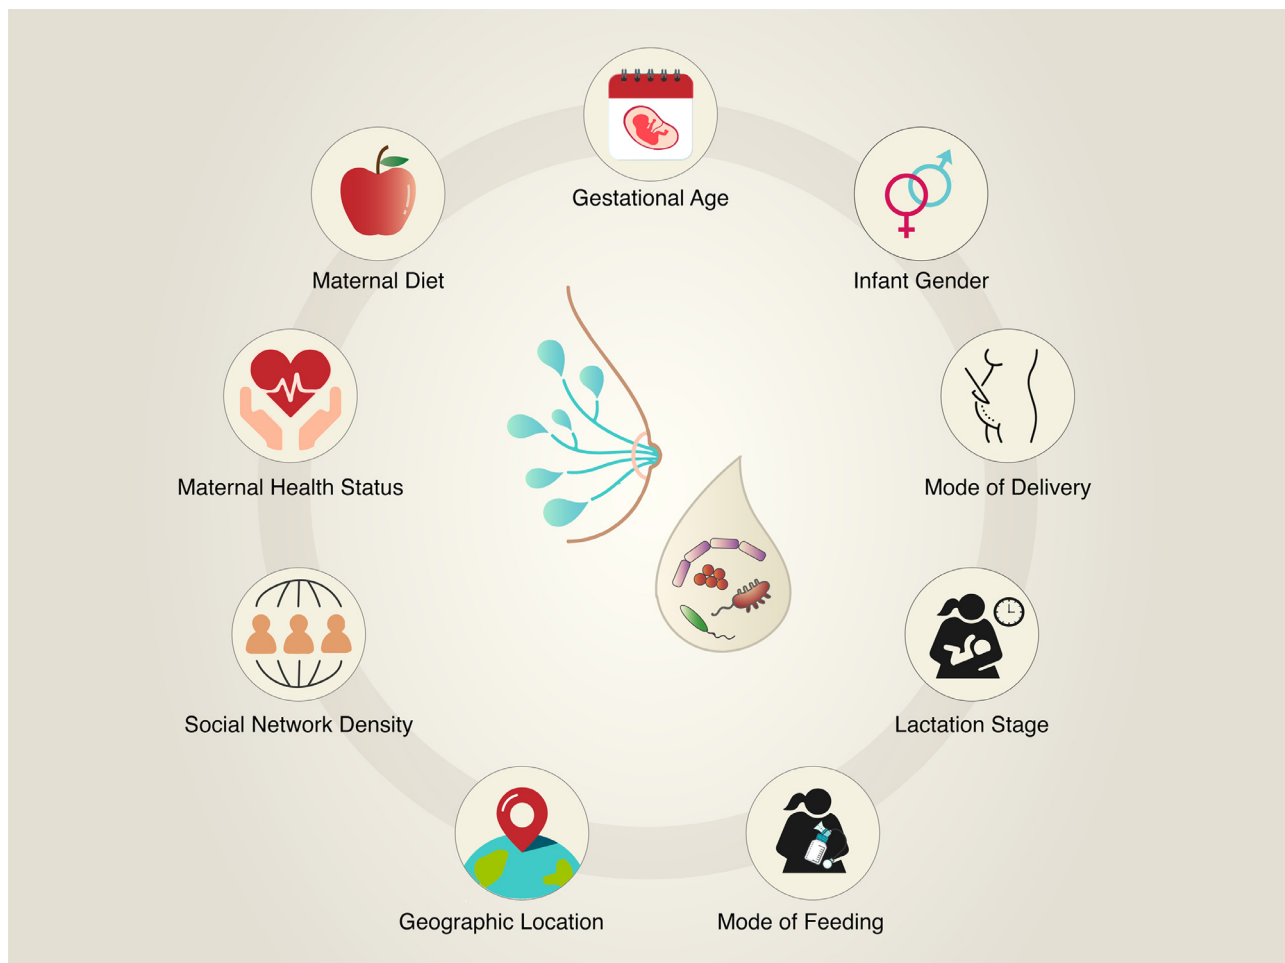 Gestational Age
Maternal Diet
Infant Gender
Maternal Health Status
Mode of Delivery
Social Network Density
Lactation Stage
Geographic Location
Mode of Feeding